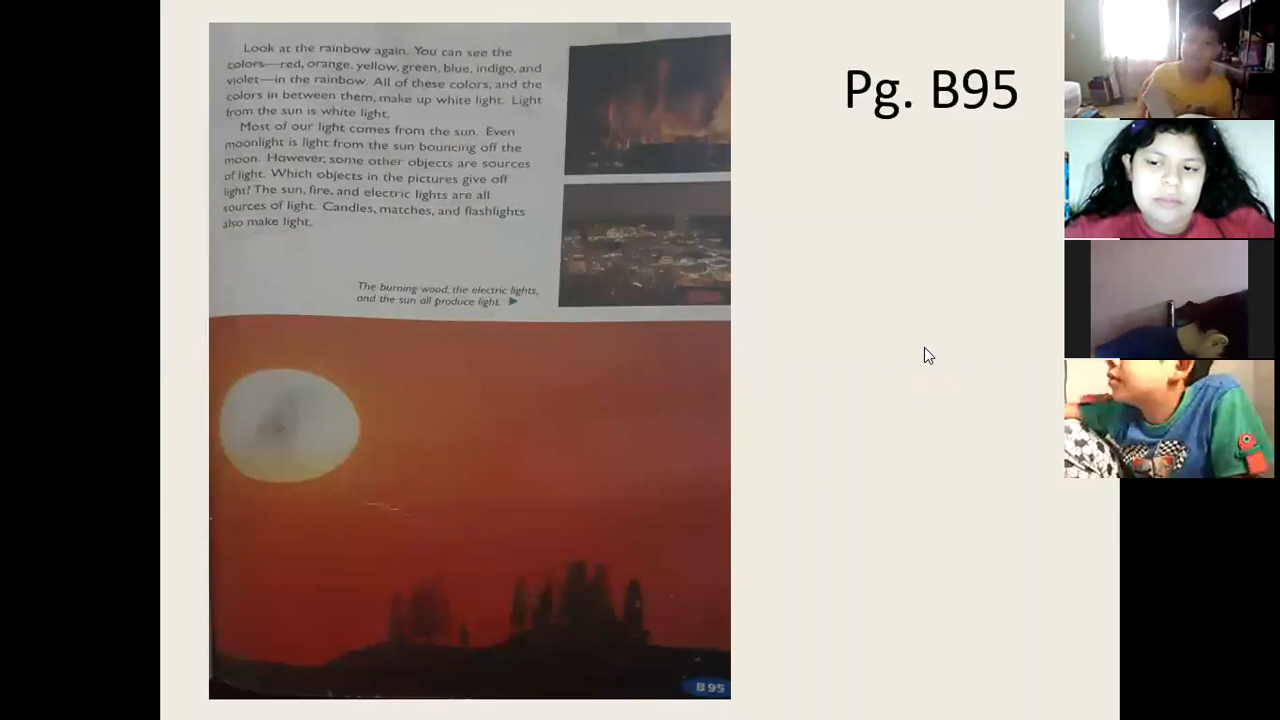 Look at the rainbow again. You can see the
colors—red, orange, yellow, green, blue, indigo, and
violet—in the rainbow. All of these colors, and the
colors in between them, make up white light. Light
from the sun is white light.
Most of our light comes from the sun. Even
moonlight is light from the sun bouncing off the
moon. However, some other objects are sources
of light. Which objects in the pictures give off
light? The sun, fire, and electric lights are all
sources of light. Candles, matches, and flashlights
also make light.
The burning wood, the electric lights,
and the sun all produce light. ▶
B95
Pg. B95